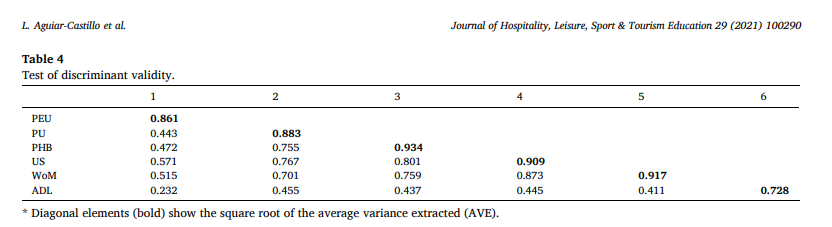 L. Aguiar-Castillo et al. Journal of Hospitality, Leisure, Sport & Tourism Education 29 (2021) 100290
Table 4
Test of discriminant validity.
1 2 3 4 5 6
PEU 0.861
PU 0.443 0.883
PHB 0.472 0.755 0.934
US 0.571 0.767 0.801 0.909
WoM 0.515 0.701 0.759 0.873 0.917
ADL 0.232 0.455 0.437 0.445 0.411 0.728
* Diagonal elements (bold) show the square root of the average variance extracted (AVE).